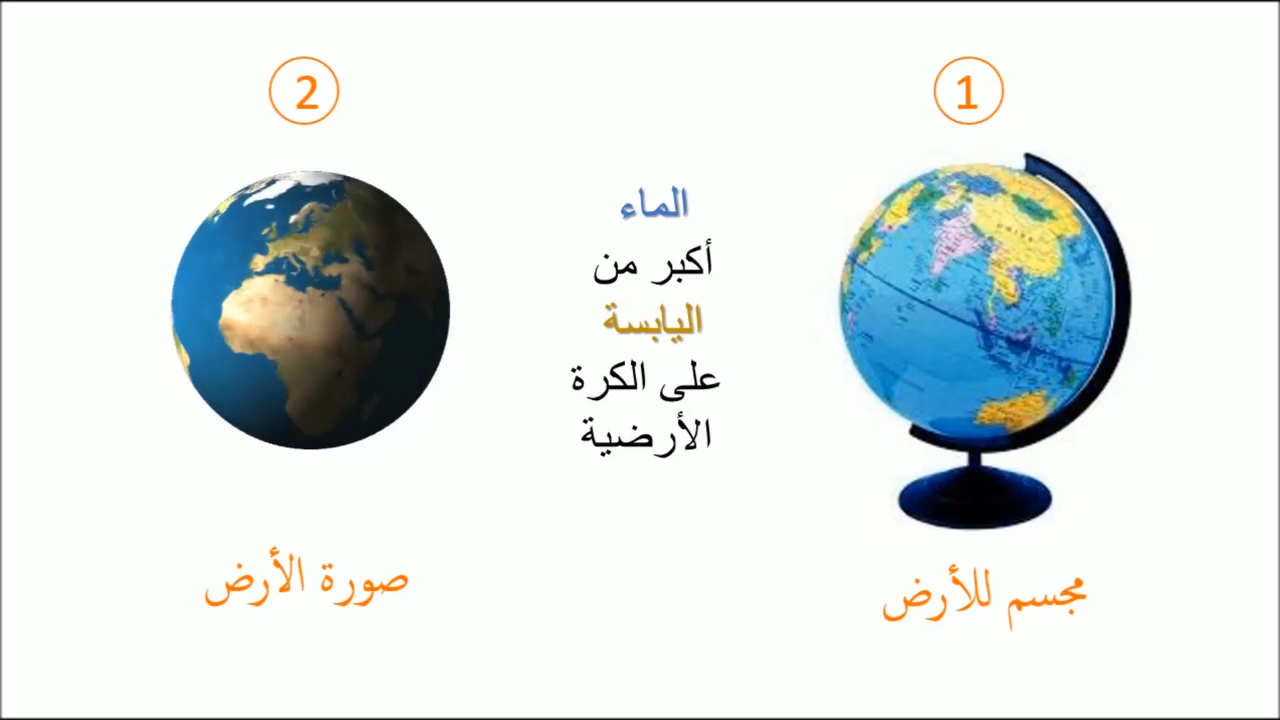 1
2
الماء
أكبر من
اليابسة
على الكرة
الأرضية
مجسم للأرض
صورة الأرض